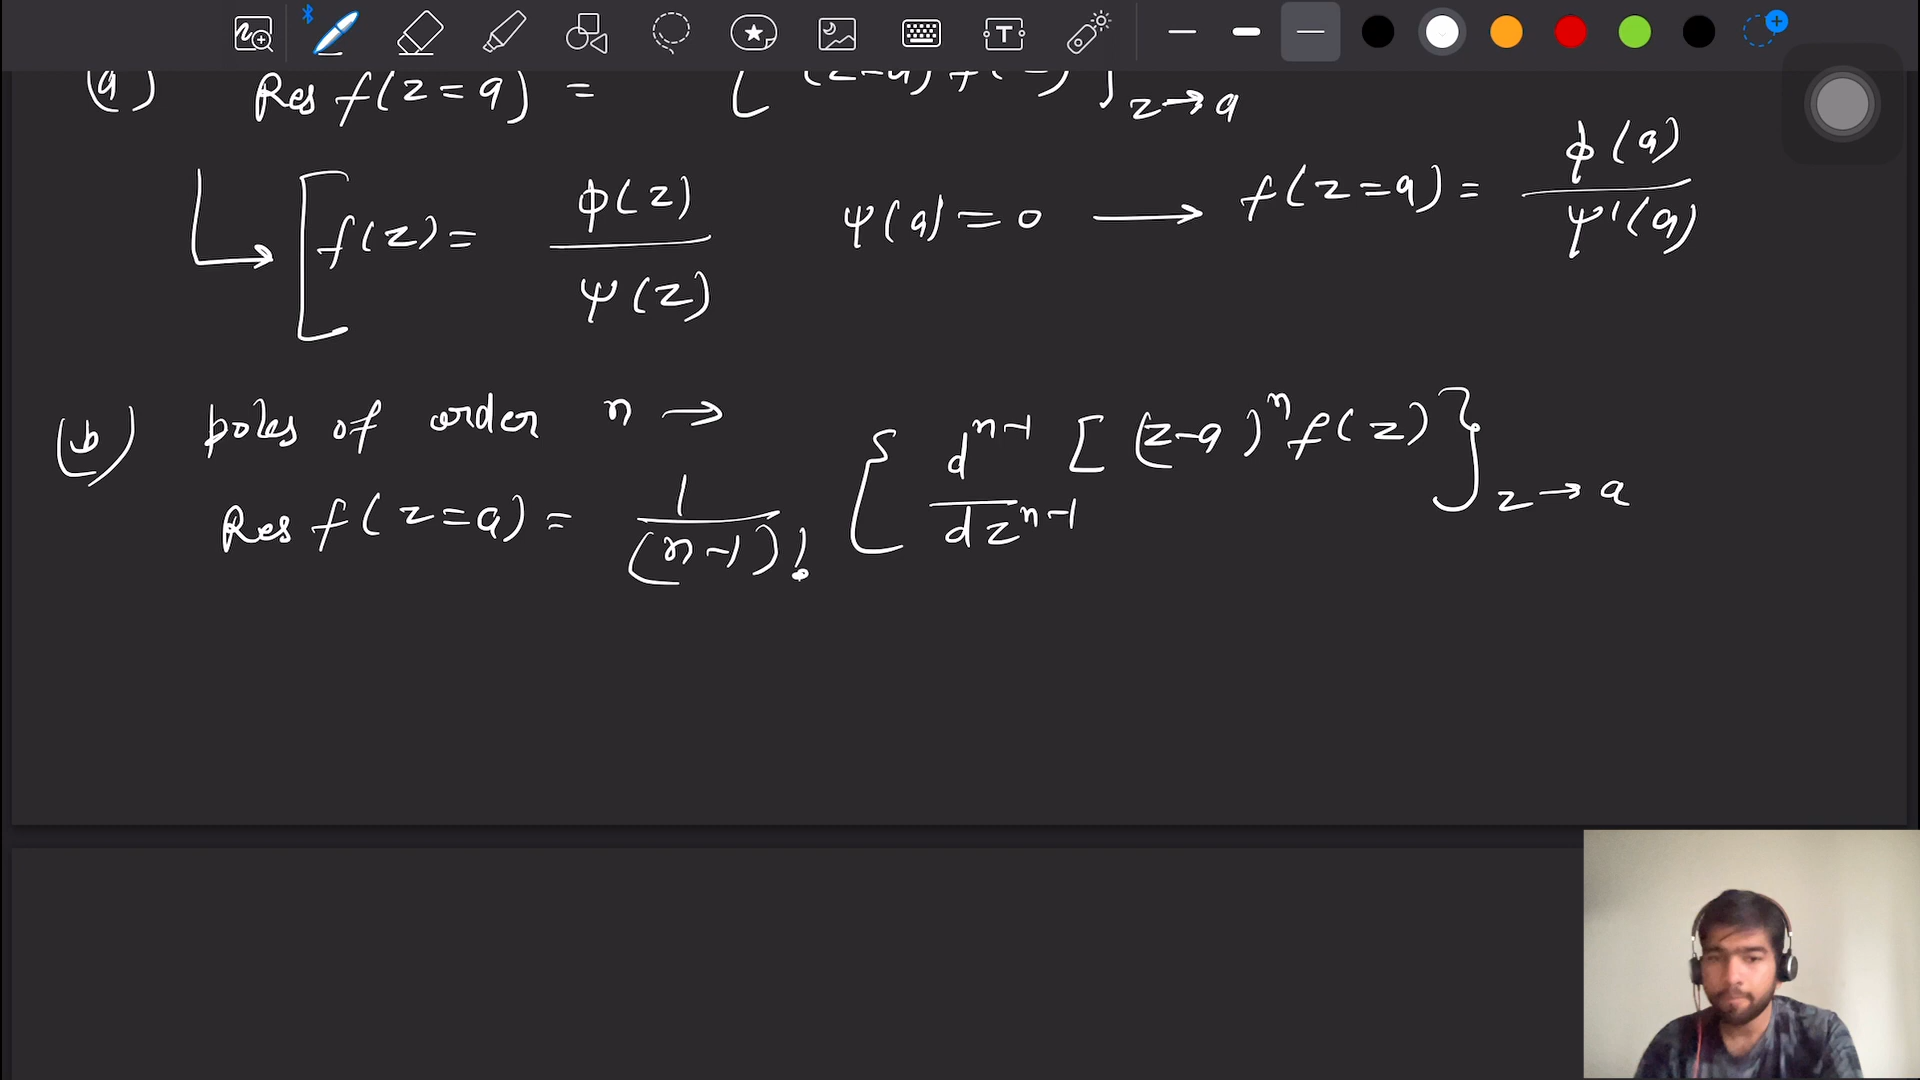 (a) Res f(z=a) = [(z-a) f(z)]z→a
f(z) = φ(z)/ψ(z) ψ(a) = 0 → f(z=a) = φ(a)/ψ'(a)
(b) poles of order n →
Res f(z=a) = 1/(n-1)! { d^{n-1}/dz^{n-1} [(z-a)^n f(z)}z→a